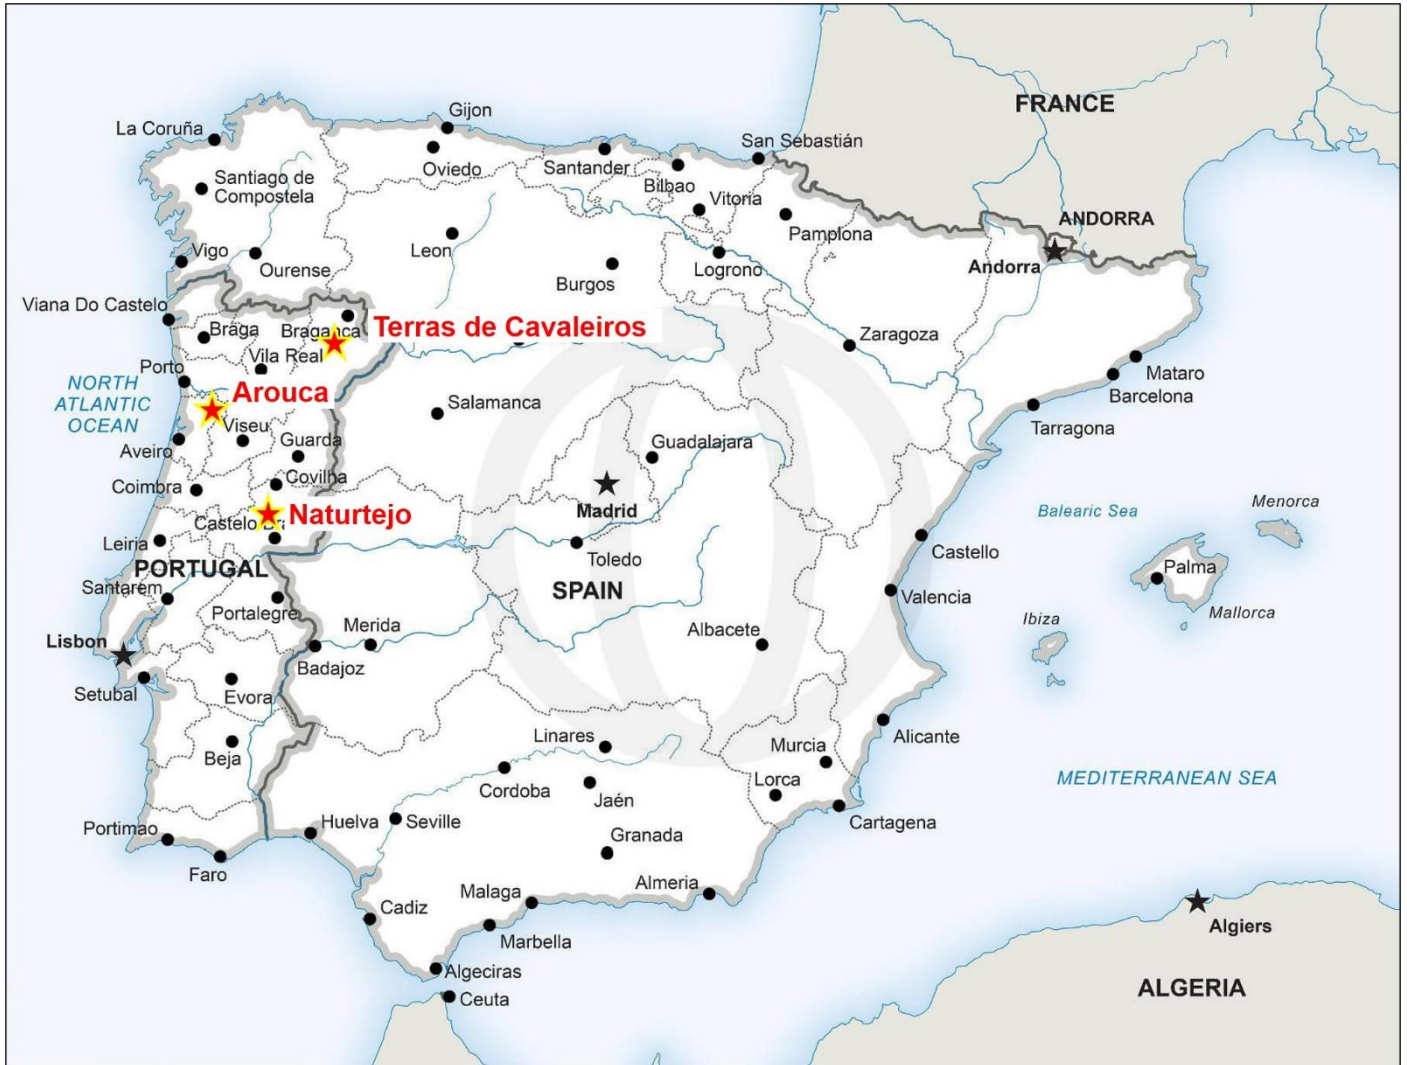 FRANCE
Gijon
La Coruña
San Sebastián
Oviedo
Santander
Santiago de
Compostela
Bilbao
Vitoria
ANDORRA
Pamplona
Leon
Vigo
Ourense
Logrono
Andorra
Burgos
Viana Do Castelo
Braga
Braganca
Terras de Cavaleiros
Zaragoza
Vila Real
Porto
Mataro
Barcelona
NORTH
ATLANTIC
OCEAN
Arouca
Salamanca
Viseu
Tarragona
Guarda
Guadalajara
Aveiro
Covilha
Coimbra
Madrid
Menorca
Balearic Sea
Naturtejo
Castelo
Leiria
Castello
Toledo
PORTUGAL
Palma
Santarem
SPAIN
Valencia
Portalegre
Mallorca
Ibiza
Merida
Albacete
Lisbon
Badajoz
Setubal
Evora
Linares
Murcia
Alicante
Beja
Lorca
MEDITERRANEAN SEA
Cordoba
Jaén
Portimao
Huelva
Seville
Cartagena
Granada
Faro
Malaga
Almeria
Cadiz
Marbella
Algiers
Algeciras
ALGERIA
Ceuta